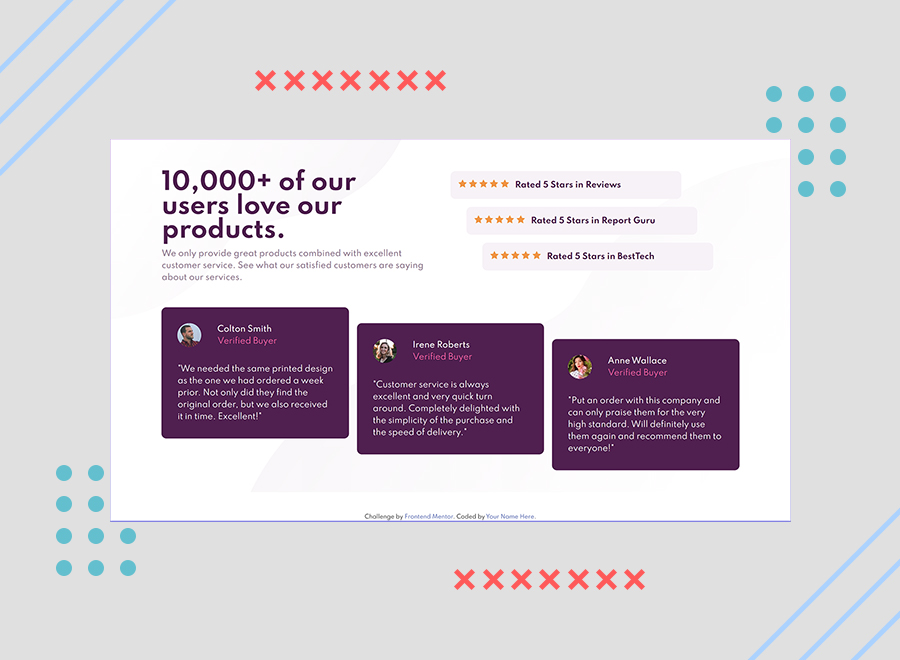 10,000+ of our
users love our
products.
We only provide great products combined with excellent
customer service. See what our satisfied customers are saying
about our services.
Rated 5 Stars in Reviews
Rated 5 Stars in Report Guru
Rated 5 Stars in BestTech
Colton Smith
Verified Buyer
"We needed the same printed design
as the one we had ordered a week
prior. Not only did they find the
original order, but we also received
it in time. Excellent!"
Irene Roberts
Verified Buyer
"Customer service is always
excellent and very quick turn
around. Completely delighted with
the simplicity of the purchase and
the speed of delivery."
Anne Wallace
Verified Buyer
"Put an order with this company and
can only praise them for the very
high standard. Will definitely use
them again and recommend them to
everyone!"
Challenge by Frontend Mentor. Coded by Your Name Here.